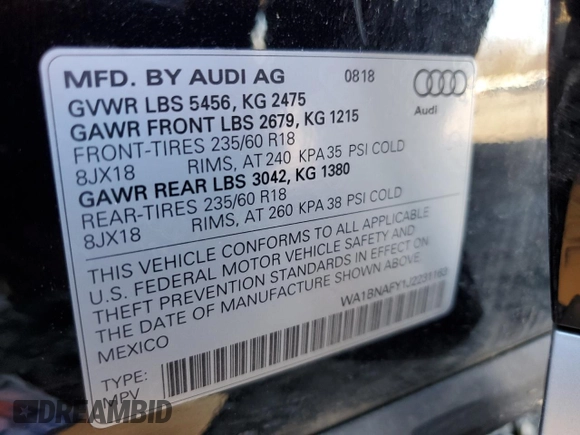 MFD. BY AUDI AG 0818
Audi
GVWR LBS 5456, KG 2475
GAWR FRONT LBS 2679, KG 1215
FRONT-TIRES 235/60 R18
8JX18 RIMS, AT 240 KPA 35 PSI COLD
GAWR REAR LBS 3042, KG 1380
REAR-TIRES 235/60 R18
8JX18 RIMS, AT 260 KPA 38 PSI COLD
THIS VEHICLE CONFORMS TO ALL APPLICABLE
U.S. FEDERAL MOTOR VEHICLE SAFETY AND
THEFT PREVENTION STANDARDS IN EFFECT ON
THE DATE OF MANUFACTURE SHOWN ABOVE.
MEXICO
TYPE:
MPV
DREAMBID